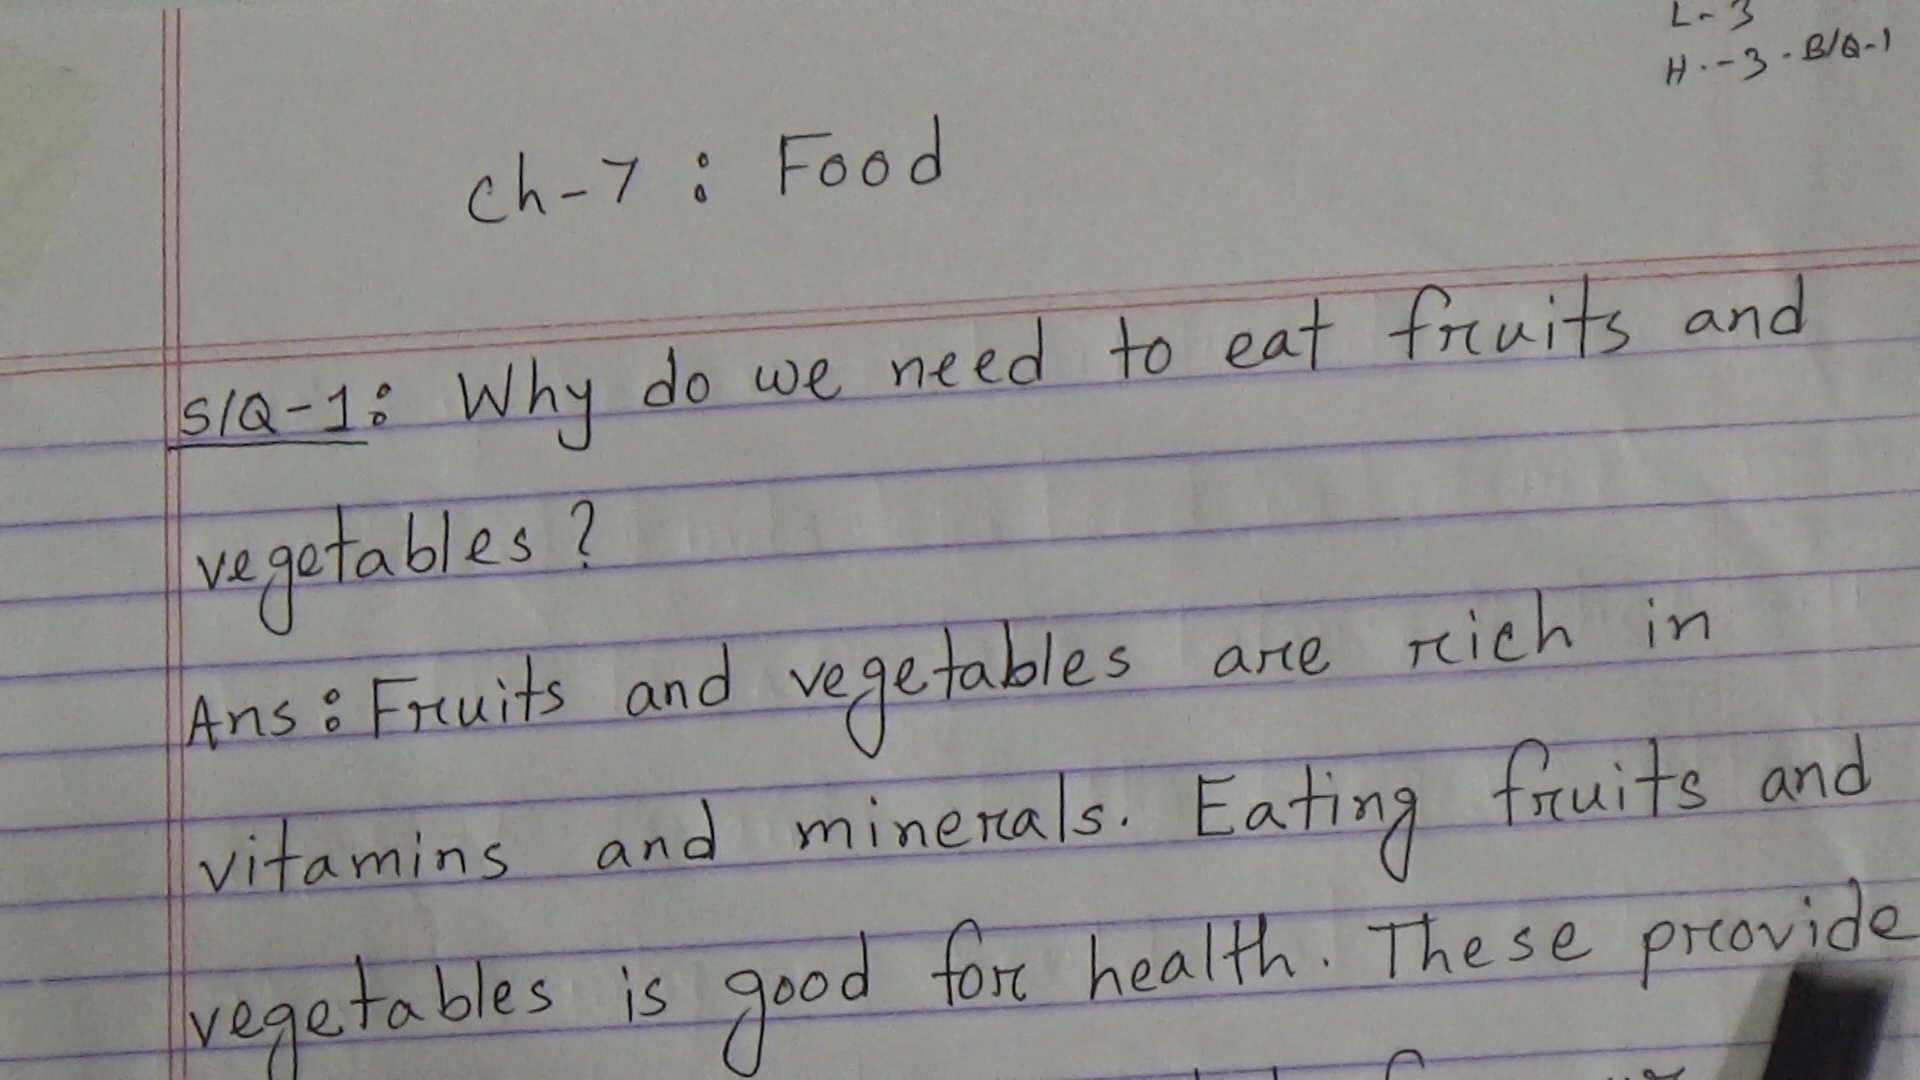 L-3
H.-3.B/Q-1
Ch-7: Food
S/Q-1: Why do we need to eat fruits and
vegetables?
Ans: Fruits and vegetables are rich in
vitamins and minerals. Eating fruits and
vegetables is good for health. These provide